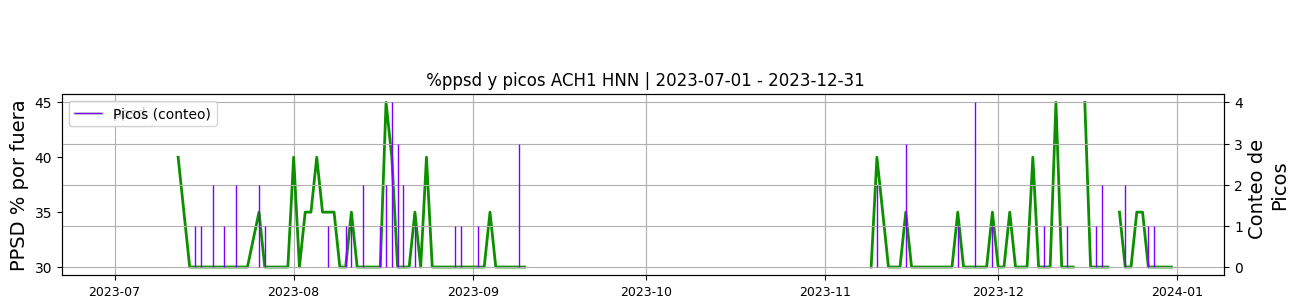 %ppsd y picos ACH1 HNN | 2023-07-01 - 2023-12-31
PPSD % por fuera
45
40
35
30
Picos (conteo)
4
3
2
1
0
Conteo de
Picos
2023-07 2023-08 2023-09 2023-10 2023-11 2023-12 2024-01